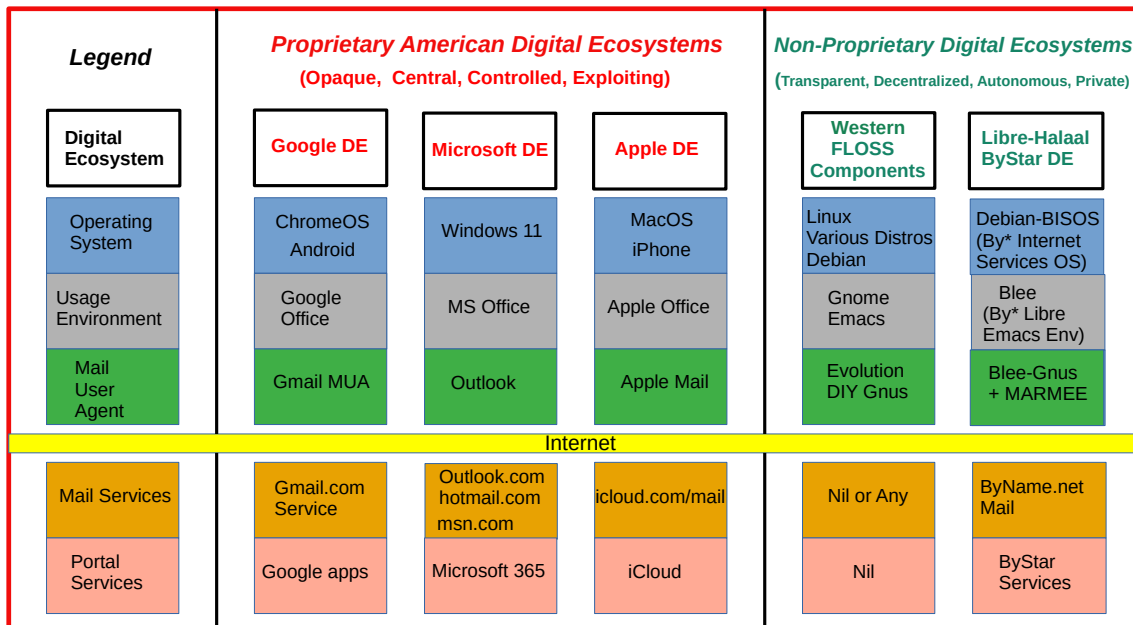 Legend
Proprietary American Digital Ecosystems
(Opaque, Central, Controlled, Exploiting)
Non-Proprietary Digital Ecosystems
(Transparent, Decentralized, Autonomous, Private)
Digital
Ecosystem
Google DE
Microsoft DE
Apple DE
Western
FLOSS
Components
Libre-Halaal
ByStar DE
Operating
System
ChromeOS
Android
Windows 11
MacOS
iPhone
Linux
Various Distros
Debian
Debian-BISOS
(By* Internet
Services OS)
Usage
Environment
Google
Office
MS Office
Apple Office
Gnome
Emacs
Blee
(By* Libre
Emacs Env)
Mail
User
Agent
Gmail MUA
Outlook
Apple Mail
Evolution
DIY Gnus
Blee-Gnus
+ MARMEE
Internet
Mail Services
Gmail.com
Service
Outlook.com
hotmail.com
msn.com
icloud.com/mail
Nil or Any
ByName.net
Mail
Portal
Services
Google apps
Microsoft 365
iCloud
Nil
ByStar
Services